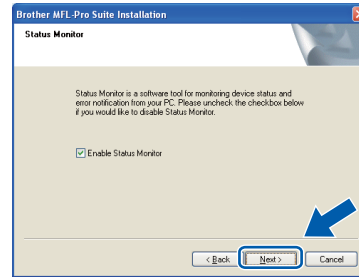 Brother MFL-Pro Suite Installation
Status Monitor
Status Monitor is a software tool for monitoring device status and
error notification from your PC. Please uncheck the checkbox below
if you would like to disable Status Monitor.
Enable Status Monitor
< Back
Next >
Cancel